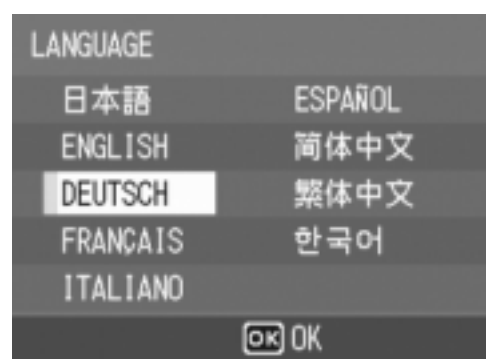 LANGUAGE
日本語 ESPAÑOL
ENGLISH 简体中文
DEUTSCH 繁体中文
FRANÇAIS 한국어
ITALIANO
OK OK